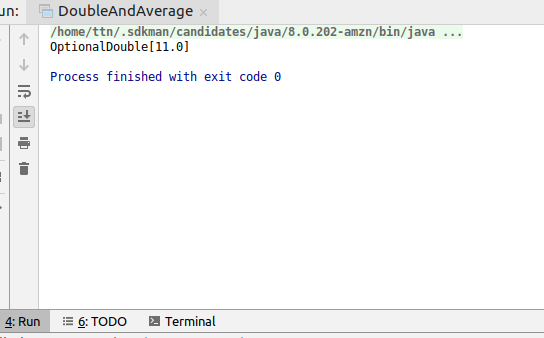 un: DoubleAndAverage ×
/home/ttn/.sdkman/candidates/java/8.0.202-amzn/bin/java ...
OptionalDouble[11.0]
Process finished with exit code 0
4: Run 6: TODO Terminal